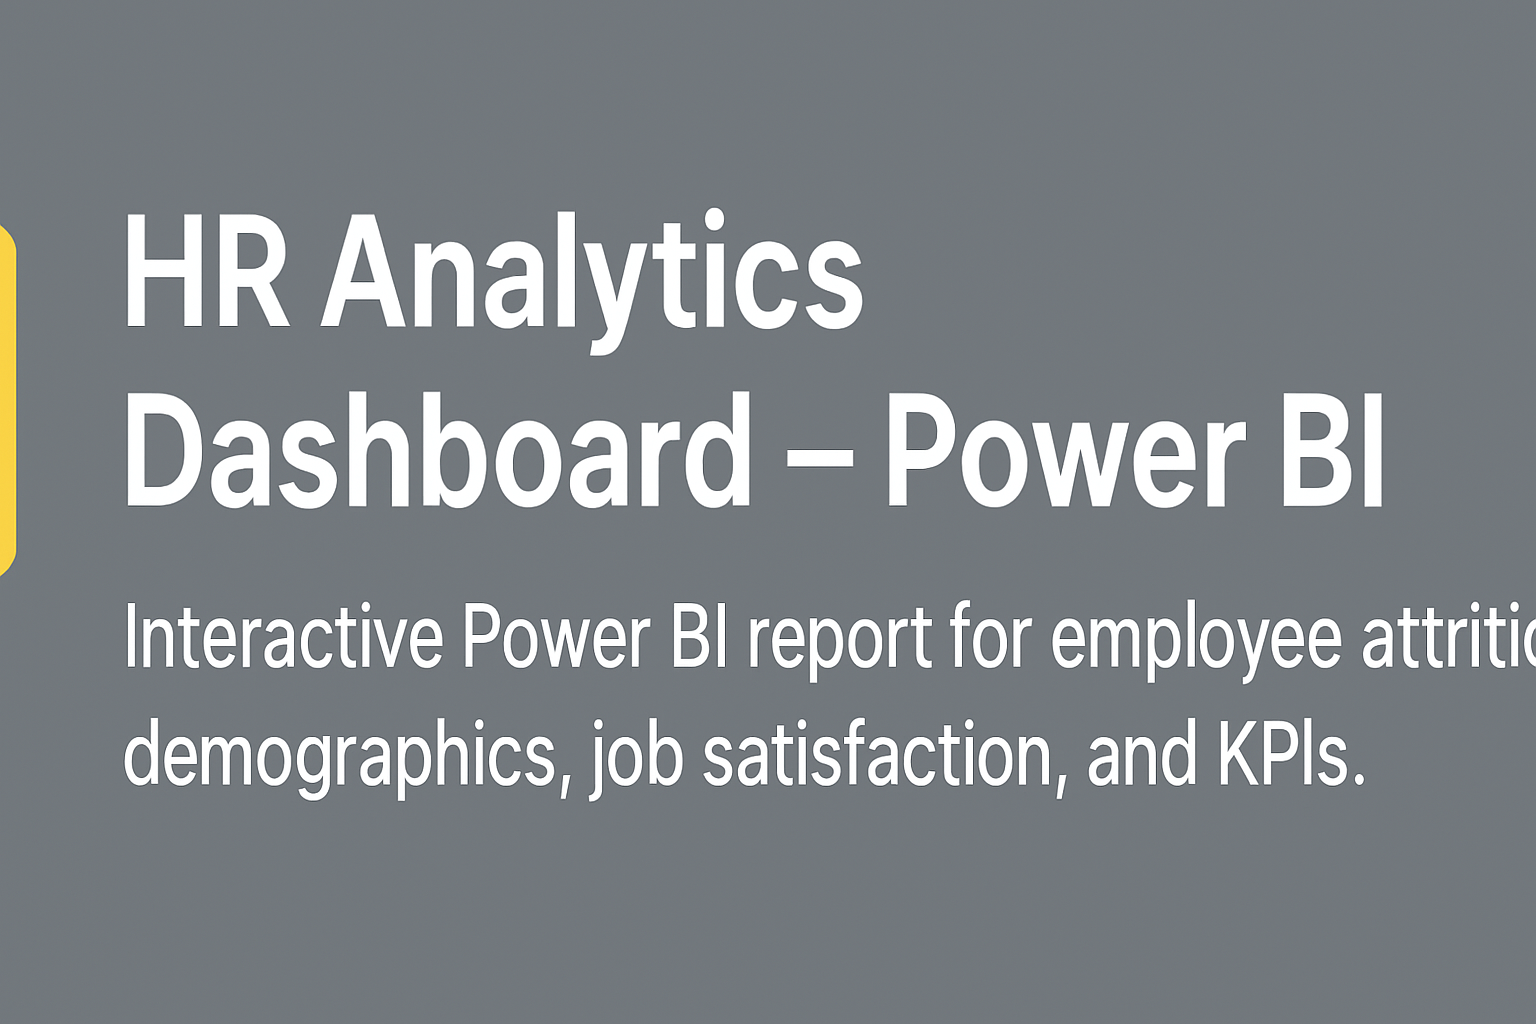 HR Analytics
Dashboard – Power BI
Interactive Power BI report for employee
demographics, job satisfaction, and KPIs.